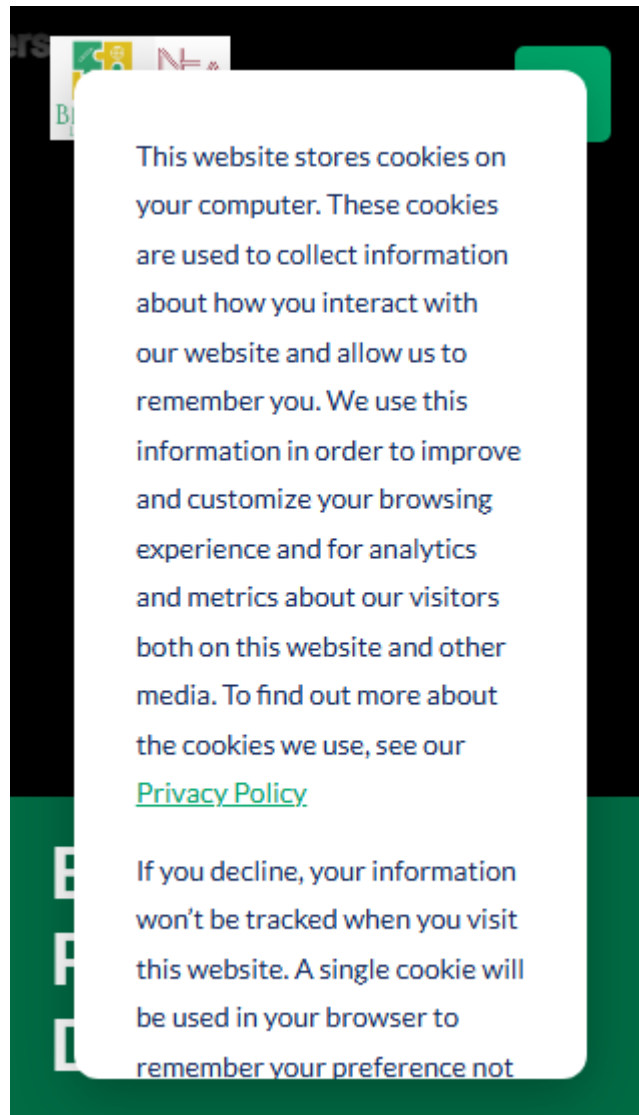 ers
This website stores cookies on
your computer. These cookies
are used to collect information
about how you interact with
our website and allow us to
remember you. We use this
information in order to improve
and customize your browsing
experience and for analytics
and metrics about our visitors
both on this website and other
media. To find out more about
the cookies we use, see our
Privacy Policy
If you decline, your information
won’t be tracked when you visit
this website. A single cookie will
be used in your browser to
remember your preference not